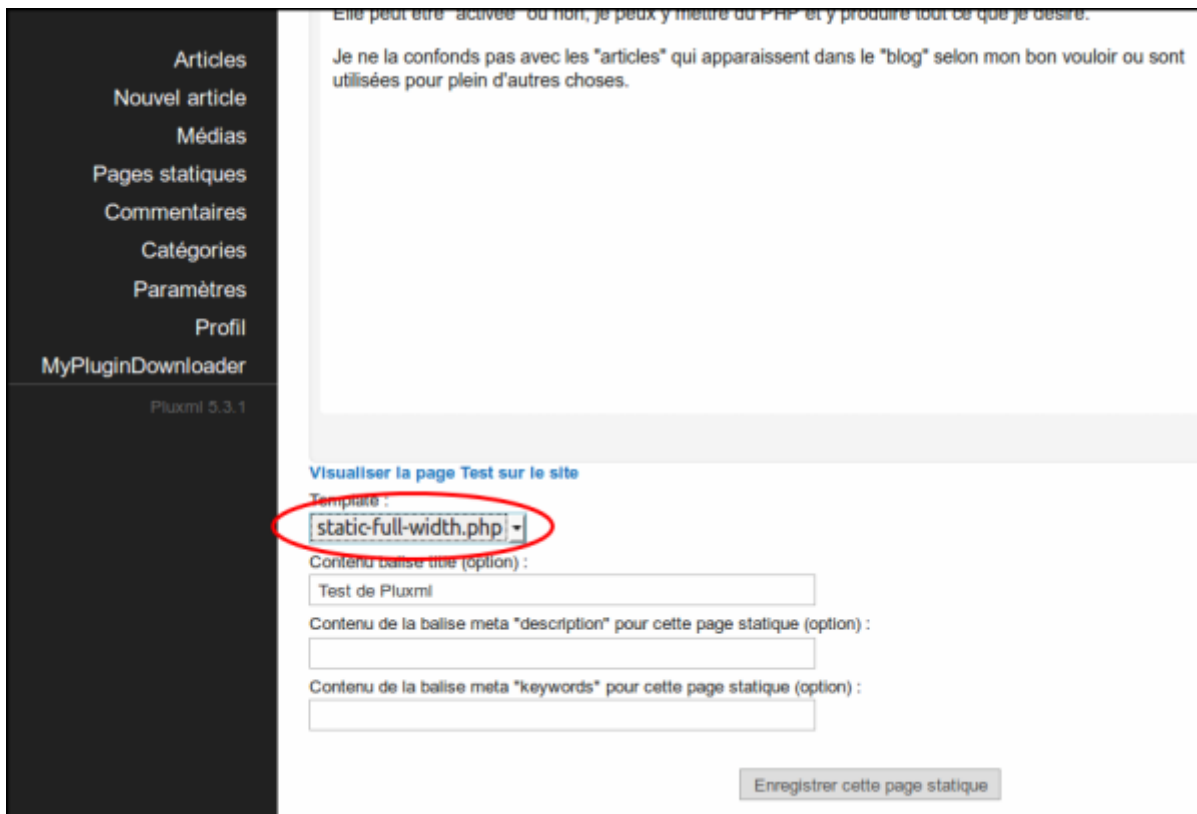 Elle peut être "activée" ou non, je peux y mettre du PHP et y produire tout ce que je désire.
Je ne la confonds pas avec les "articles" qui apparaissent dans le "blog" selon mon bon vouloir ou sont
utilisées pour plein d'autres choses.
Articles
Nouvel article
Médias
Pages statiques
Commentaires
Catégories
Paramètres
Profil
MyPluginDownloader
Pluxml 5.3.1
Visualiser la page Test sur le site
Template :
static-full-width.php
Contenu balise title (option) :
Test de Pluxml
Contenu de la balise meta "description" pour cette page statique (option) :
Contenu de la balise meta "keywords" pour cette page statique (option) :
Enregistrer cette page statique